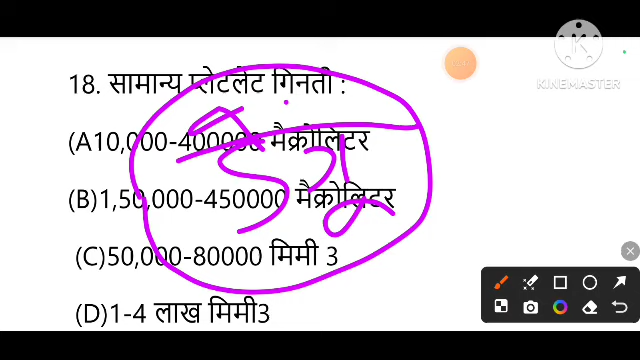 KINEMASTER
18. सामान्य प्लेटलेट गिनती :
(A10,000-400000 मैक्रोलिटर
(B)1,50,000-450000 मैक्रोलिटर
(C)50,000-80000 मिमी 3
(D)1-4 लाख मिमी3